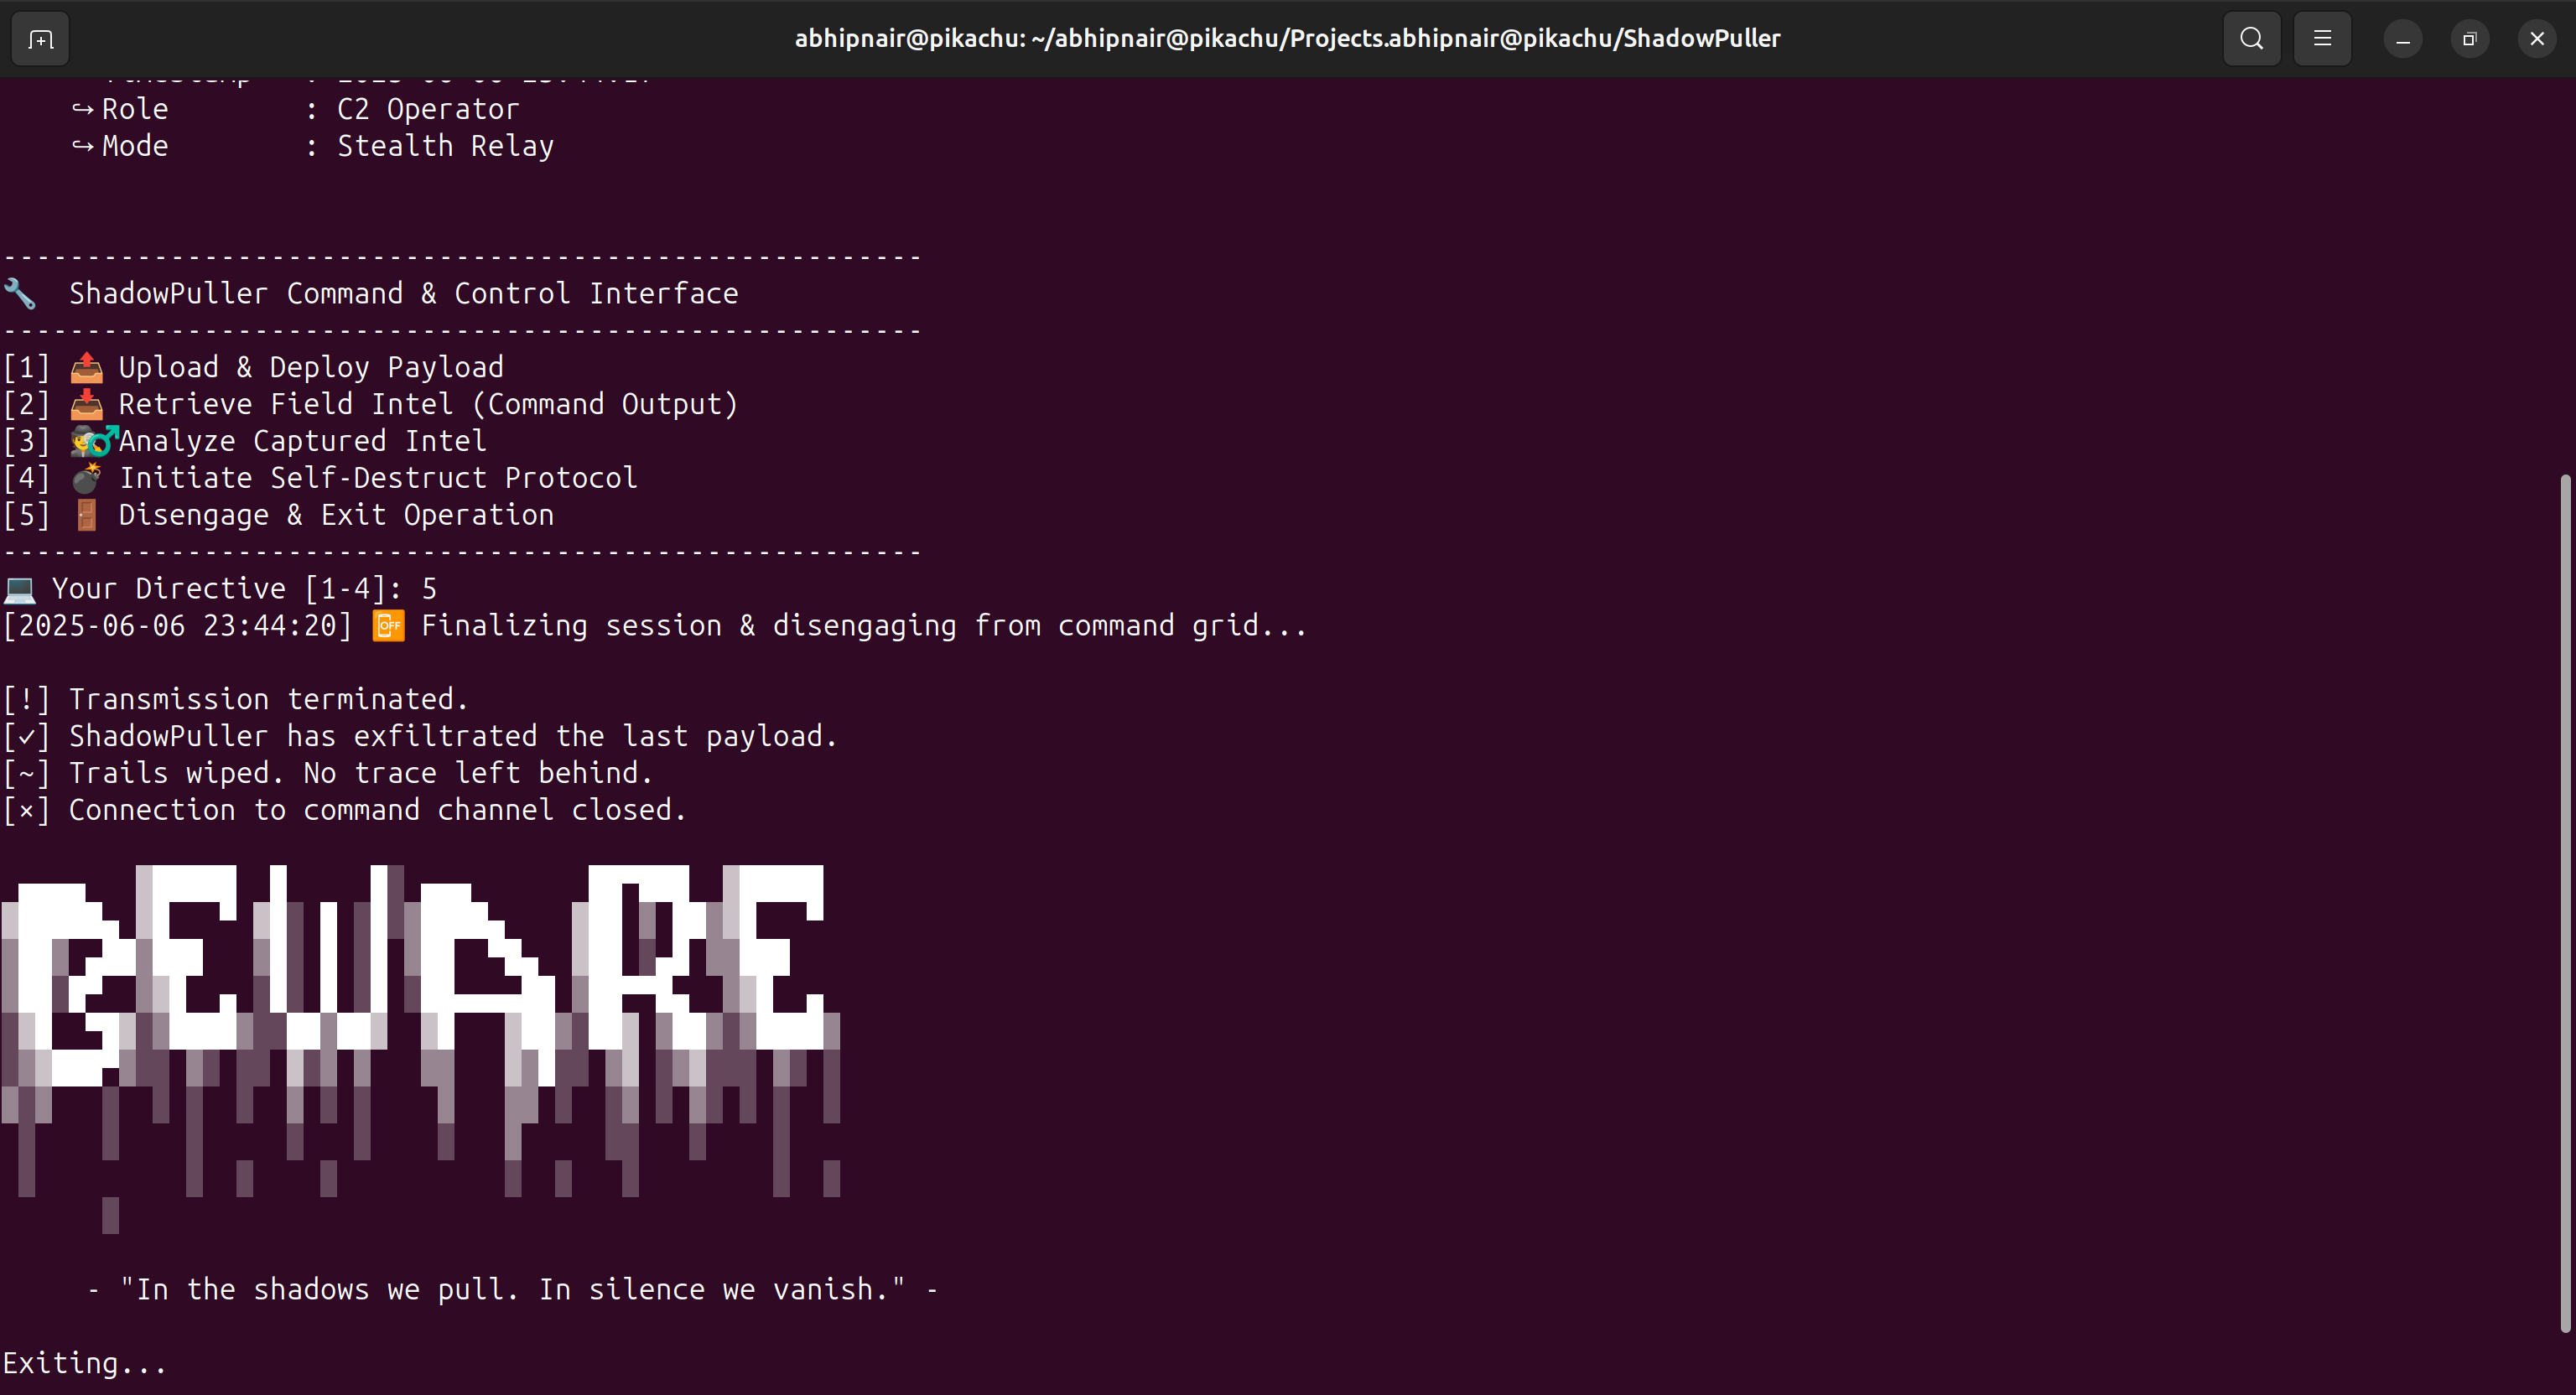 abhipnair@pikachu: ~/abhipnair@pikachu/Projects.abhipnair@pikachu/ShadowPuller
↪ Role : C2 Operator
↪ Mode : Stealth Relay
-------------------------------------------------------
🔧 ShadowPuller Command & Control Interface
-------------------------------------------------------
[1] 📤 Upload & Deploy Payload
[2] 📥 Retrieve Field Intel (Command Output)
[3] 🕵️‍♂️ Analyze Captured Intel
[4] 💣 Initiate Self-Destruct Protocol
[5] 🚪 Disengage & Exit Operation
-------------------------------------------------------
💻 Your Directive [1-4]: 5
[2025-06-06 23:44:20] 📴 Finalizing session & disengaging from command grid...
[!] Transmission terminated.
[✓] ShadowPuller has exfiltrated the last payload.
[~] Trails wiped. No trace left behind.
[×] Connection to command channel closed.
BEWARE
- "In the shadows we pull. In silence we vanish." -
Exiting...